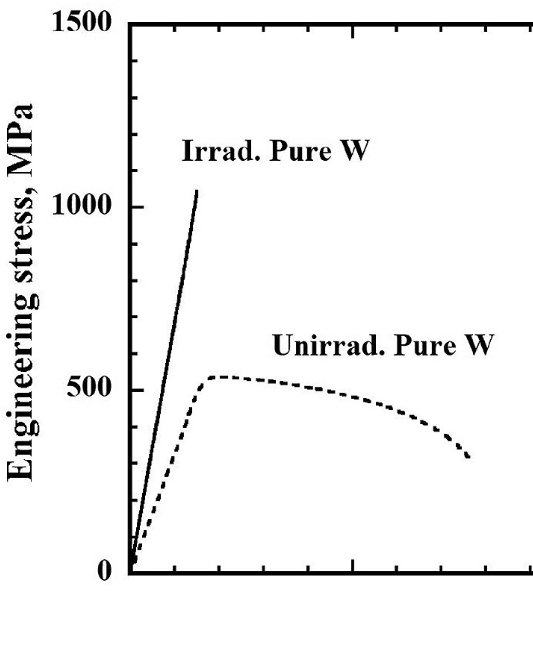 1500
Irrad. Pure W
1000
Engineering stress, MPa
Unirrad. Pure W
500
0